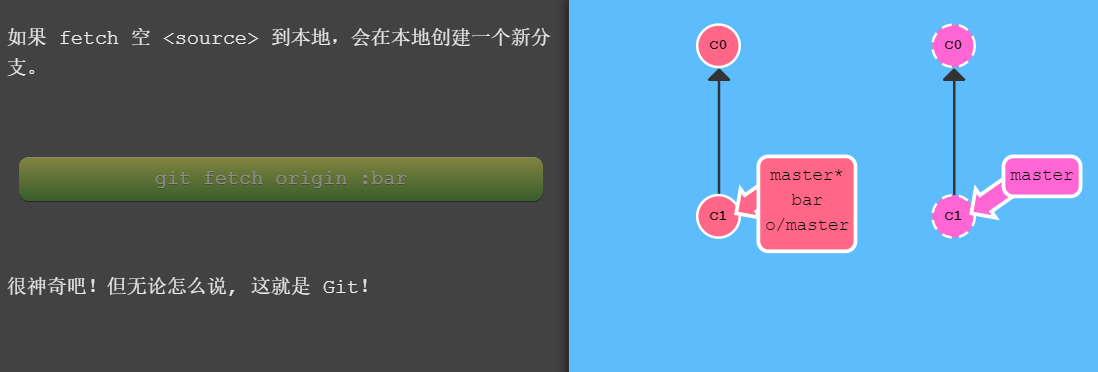 如果 fetch 空 <source> 到本地，会在本地创建一个新分
支。
git fetch origin :bar
很神奇吧！但无论怎么说, 这就是 Git！
C0
C0
master*
bar
o/master
master
C1
C1